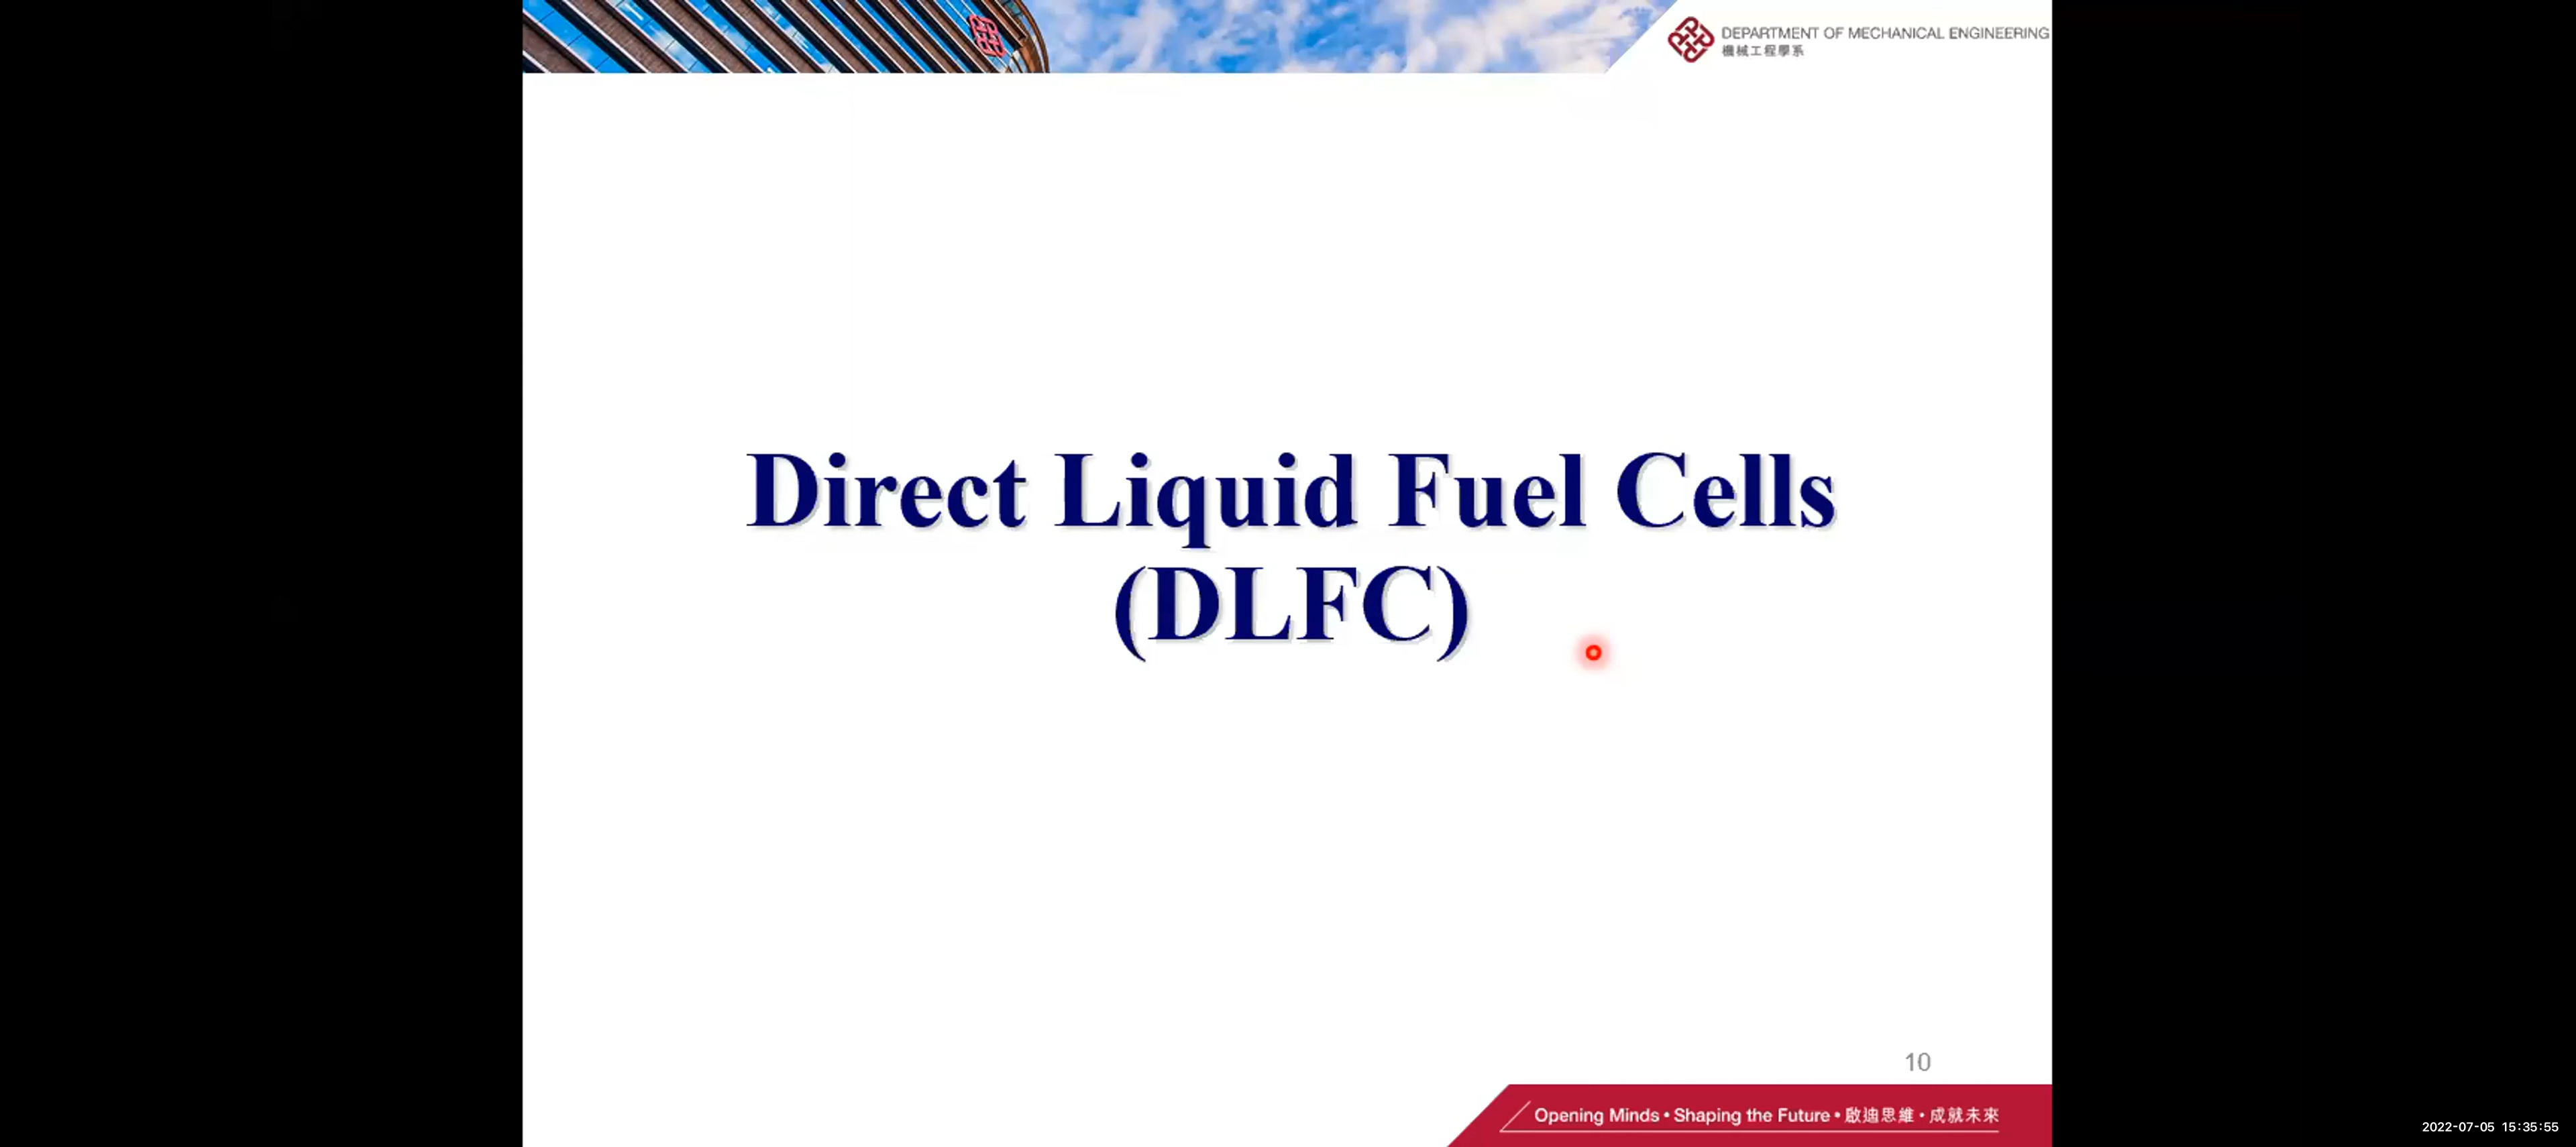 DEPARTMENT OF MECHANICAL ENGINEERING
機械工程學系
Direct Liquid Fuel Cells
(DLFC)
10
Opening Minds • Shaping the Future • 啟迪思維 • 成就未來
2022-07-05 15:35:55